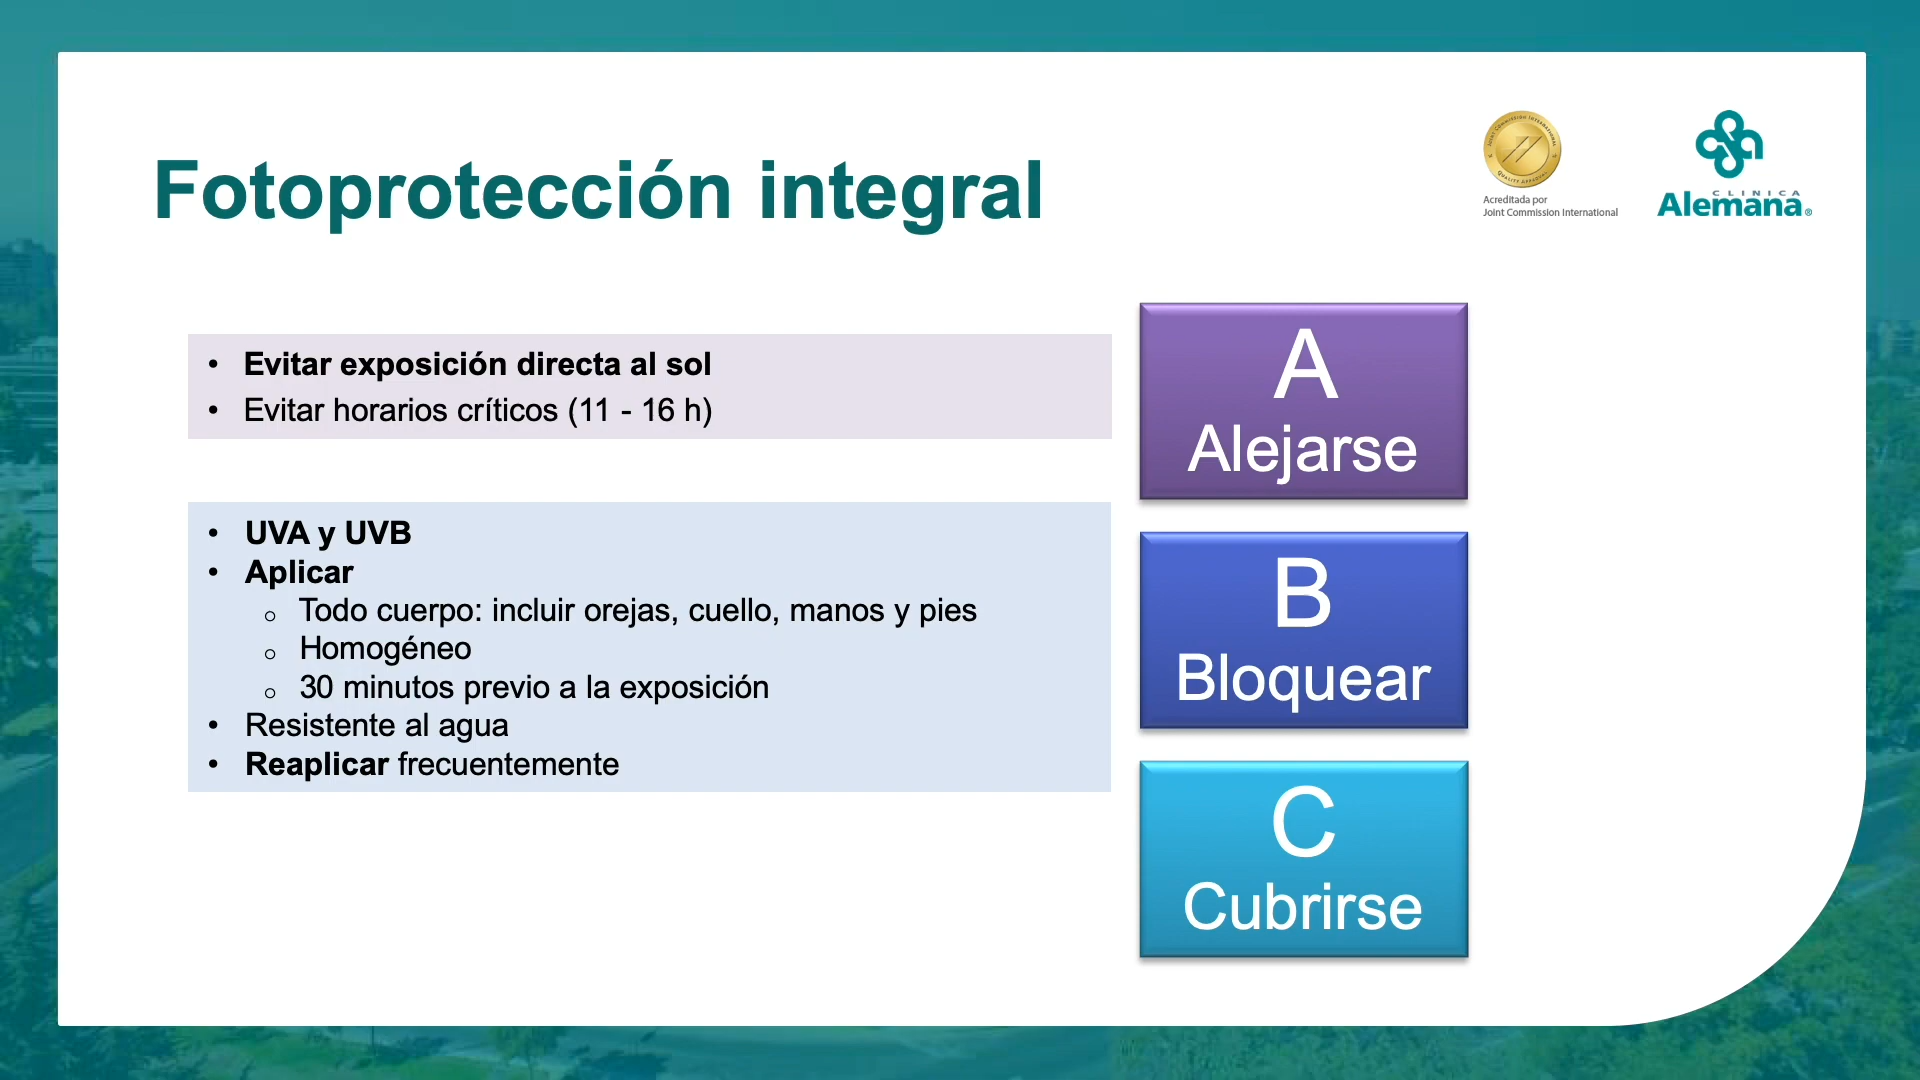 Fotoprotección integral
Acreditada por
Joint Commission International
CLINICA
Alemana®
• Evitar exposición directa al sol
• Evitar horarios críticos (11 - 16 h)
A
Alejarse
• UVA y UVB
• Aplicar
○ Todo cuerpo: incluir orejas, cuello, manos y pies
○ Homogéneo
○ 30 minutos previo a la exposición
• Resistente al agua
• Reaplicar frecuentemente
B
Bloquear
C
Cubrirse